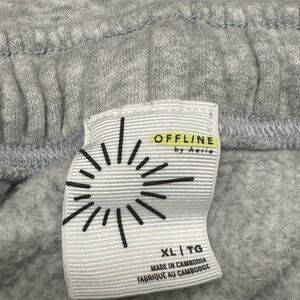 OFFLINE
by Aerie
XL | TG
MADE IN CAMBODIA
FABRIQUÉ AU CAMBODGE